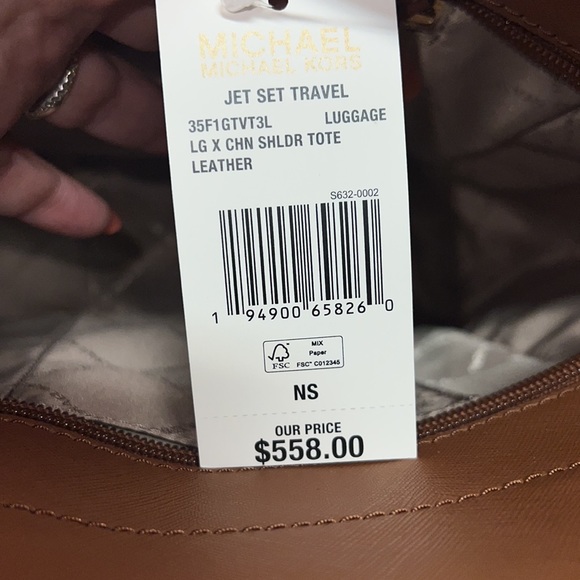 MICHAEL
MICHAEL KORS
JET SET TRAVEL
35F1GTVT3L LUGGAGE
LG X CHN SHLDR TOTE
LEATHER
S632-0002
1 94900 65826 0
FSC
MIX
Paper
FSC® C012345
NS
OUR PRICE
$558.00